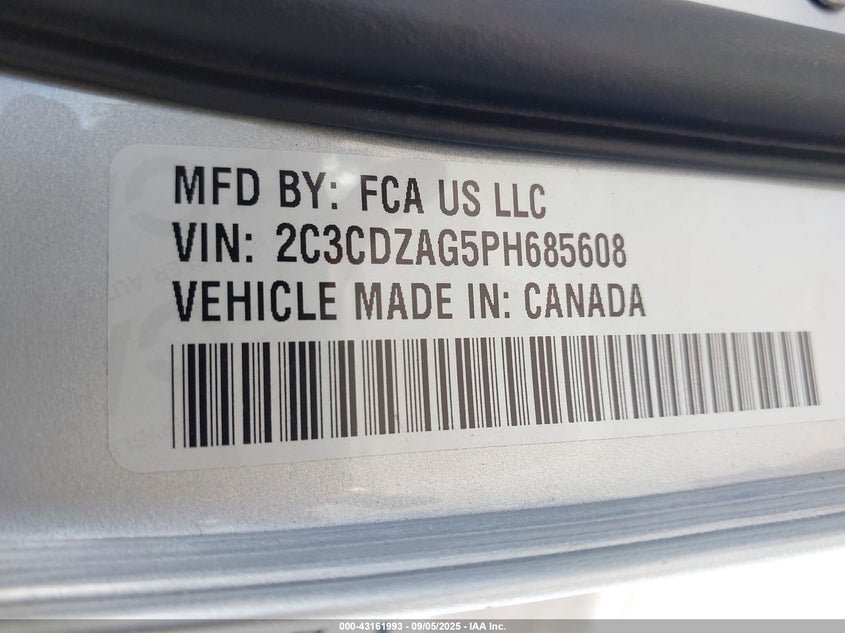 MFD BY: FCA US LLC
VIN: 2C3CDZAG5PH685608
VEHICLE MADE IN: CANADA
000-43161993 - 09/05/2025 - IAA Inc.